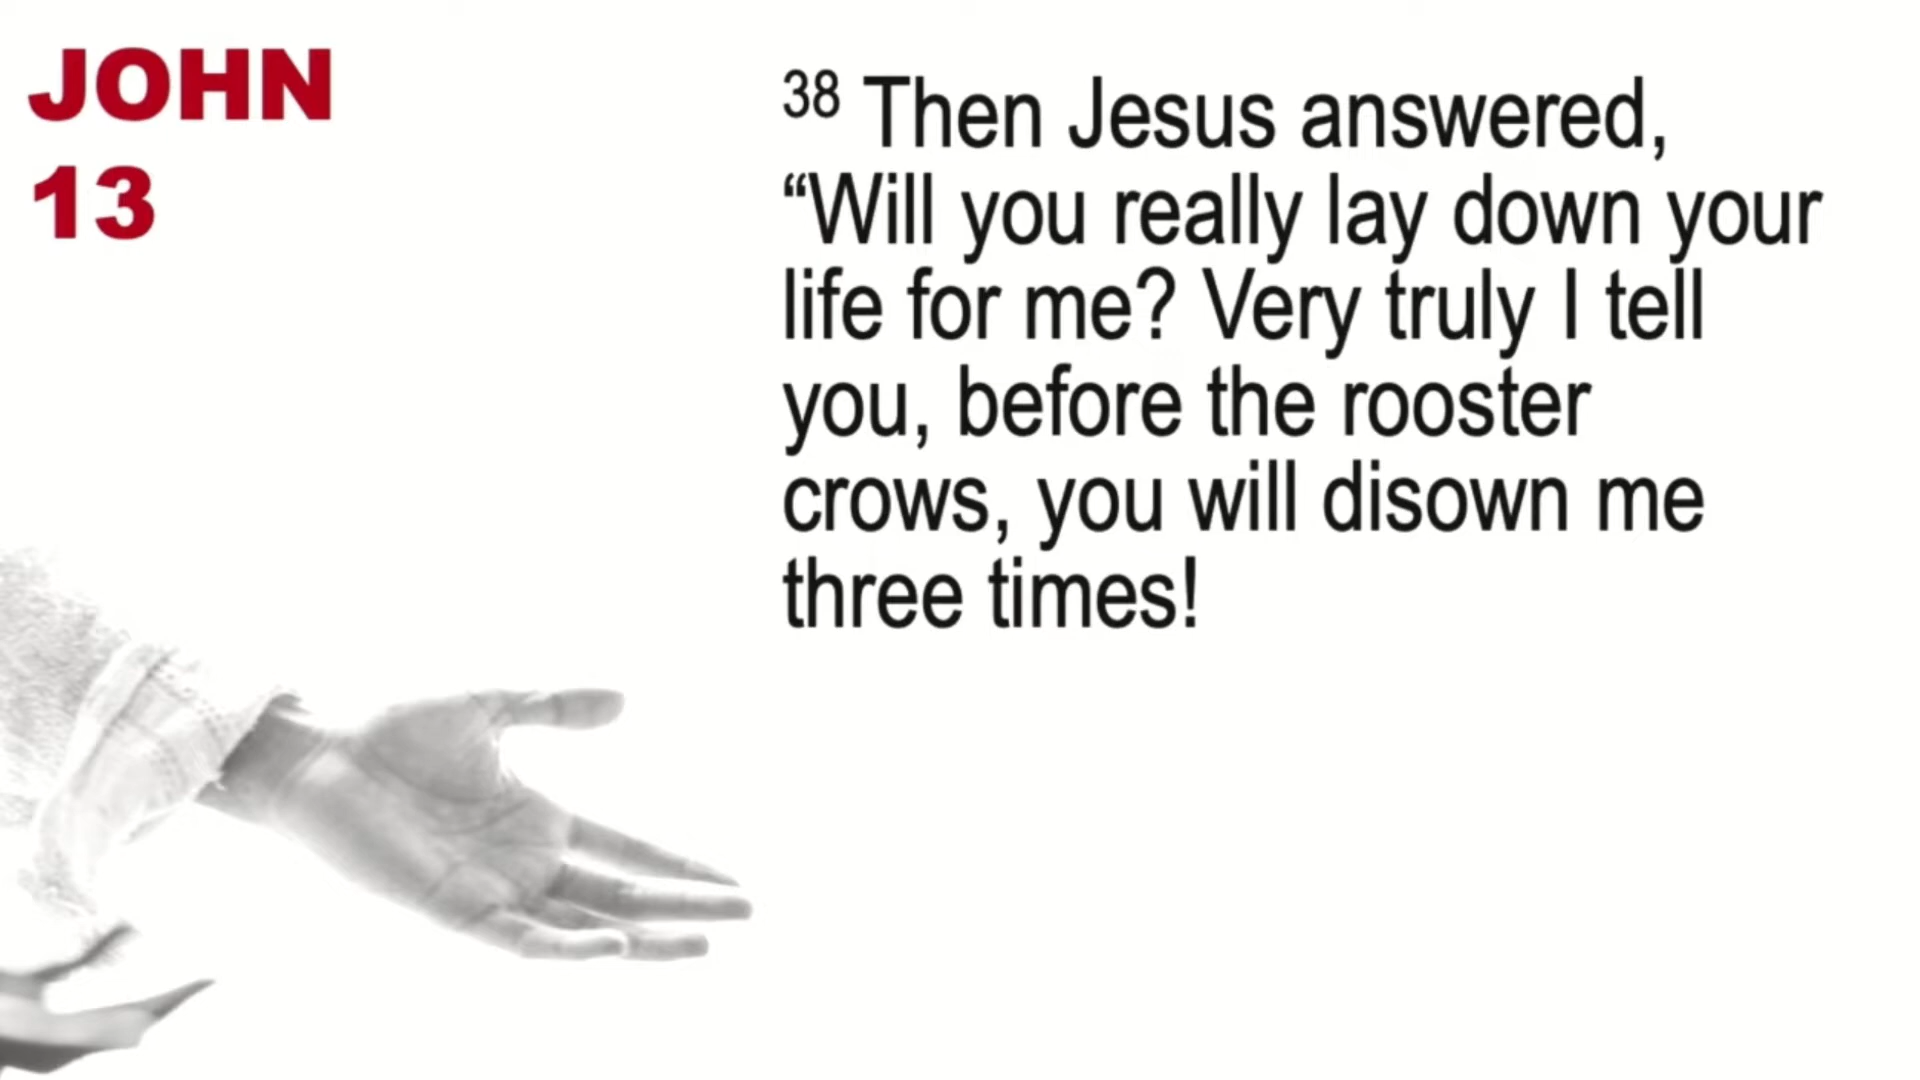 JOHN
13
38 Then Jesus answered,
“Will you really lay down your
life for me? Very truly I tell
you, before the rooster
crows, you will disown me
three times!